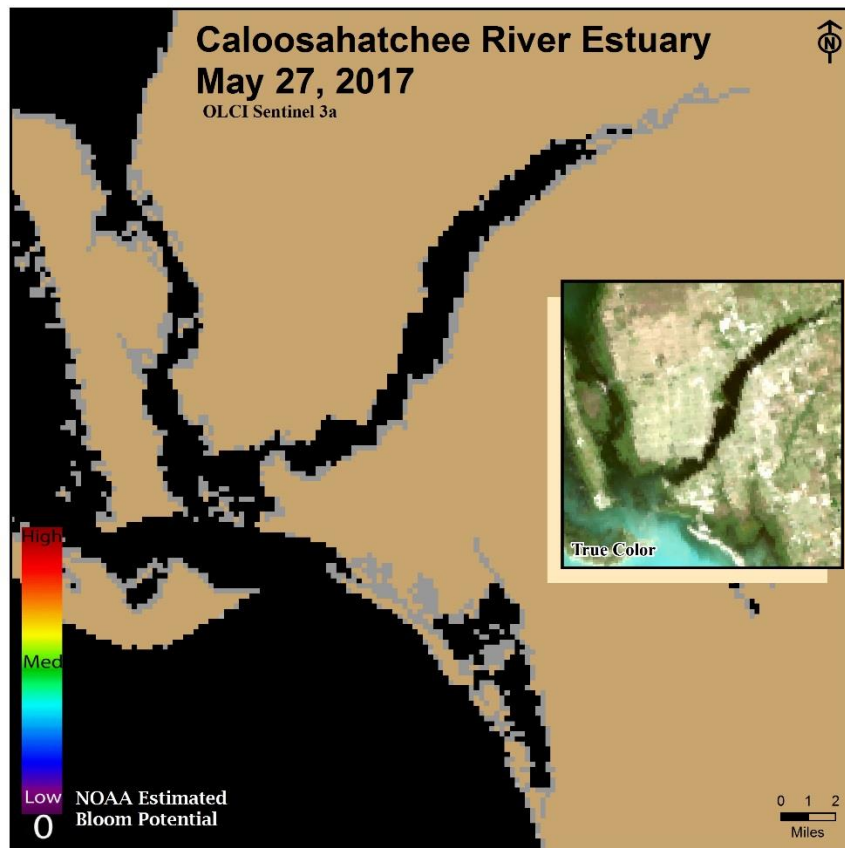 Caloosahatchee River Estuary
May 27, 2017
OLCI Sentinel 3a
N
True Color
High
Med
Low
0
NOAA Estimated
Bloom Potential
0 1 2
Miles